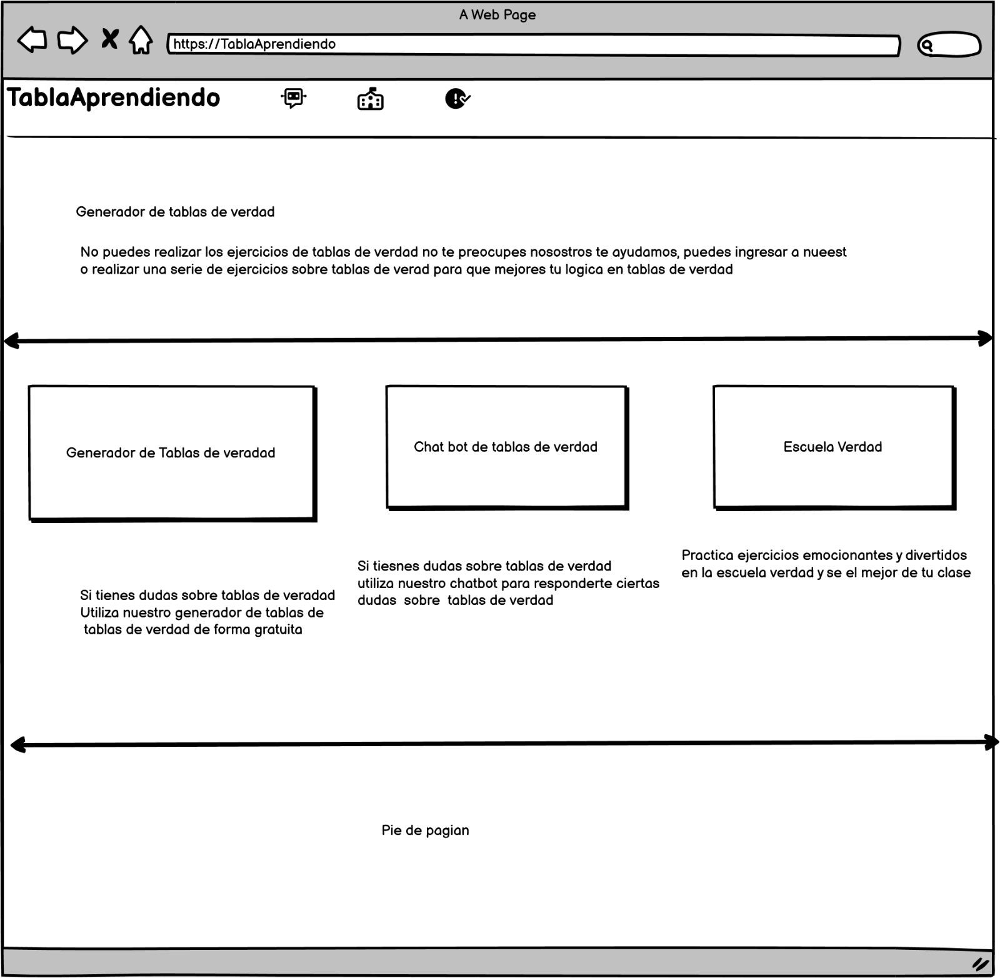 A Web Page
https://TablaAprendiendo
TablaAprendiendo
Generador de tablas de verdad
No puedes realizar los ejercicios de tablas de verdad no te preocupes nosostros te ayudamos, puedes ingresar a nueest
o realizar una serie de ejercicios sobre tablas de verad para que mejores tu logica en tablas de verdad
Generador de Tablas de veradad
Chat bot de tablas de verdad
Escuela Verdad
Si tienes dudas sobre tablas de veradad
Utiliza nuestro generador de tablas de
tablas de verdad de forma gratuita
Si tiesnes dudas sobre tablas de verdad
utiliza nuestro chatbot para responderte ciertas
dudas  sobre  tablas de verdad
Practica ejercicios emocionantes y divertidos
en la escuela verdad y se el mejor de tu clase
Pie de pagian